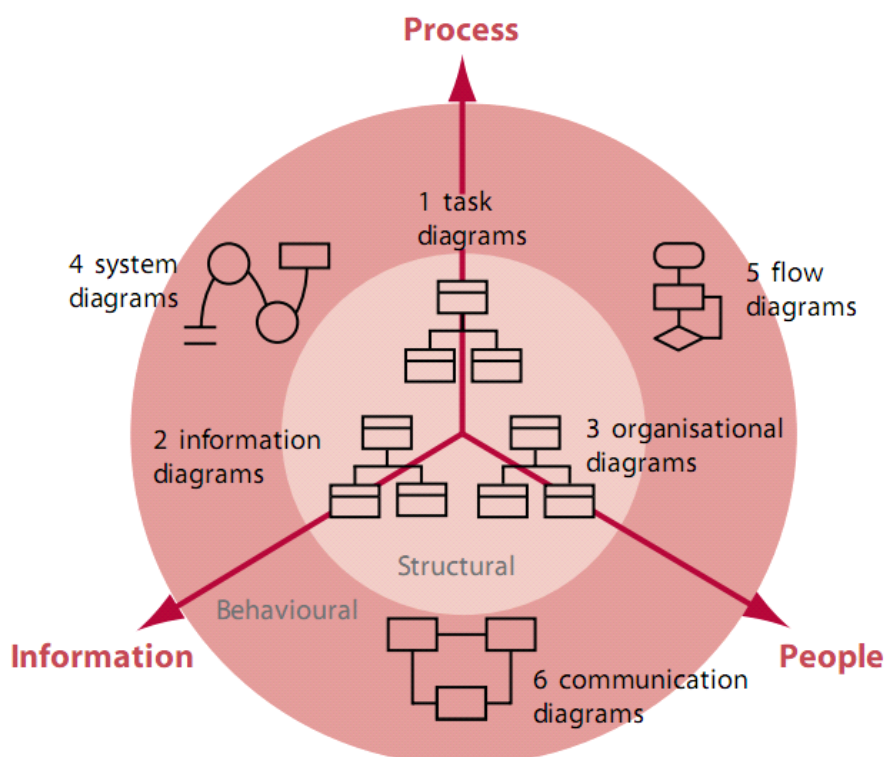 Process
1 task
diagrams
4 system
diagrams
5 flow
diagrams
2 information
diagrams
3 organisational
diagrams
Structural
Behavioural
Information
People
6 communication
diagrams